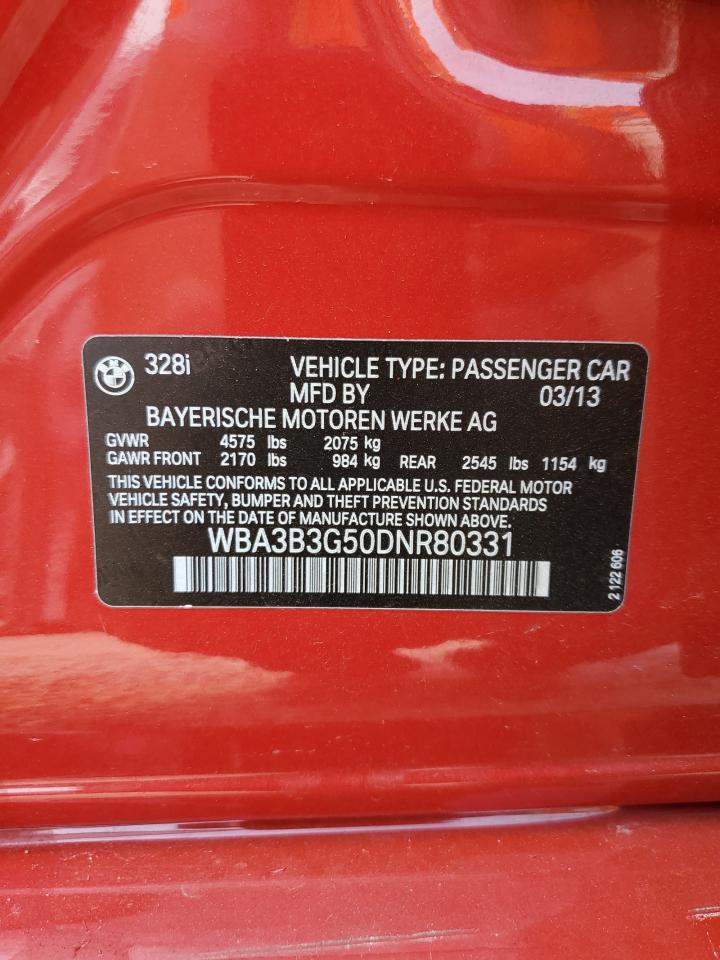 328i VEHICLE TYPE: PASSENGER CAR
MFD BY 03/13
BAYERISCHE MOTOREN WERKE AG
GVWR 4575 lbs 2075 kg
GAWR FRONT 2170 lbs 984 kg REAR 2545 lbs 1154 kg
THIS VEHICLE CONFORMS TO ALL APPLICABLE U.S. FEDERAL MOTOR
VEHICLE SAFETY, BUMPER AND THEFT PREVENTION STANDARDS
IN EFFECT ON THE DATE OF MANUFACTURE SHOWN ABOVE.
WBA3B3G50DNR80331
2 122 606